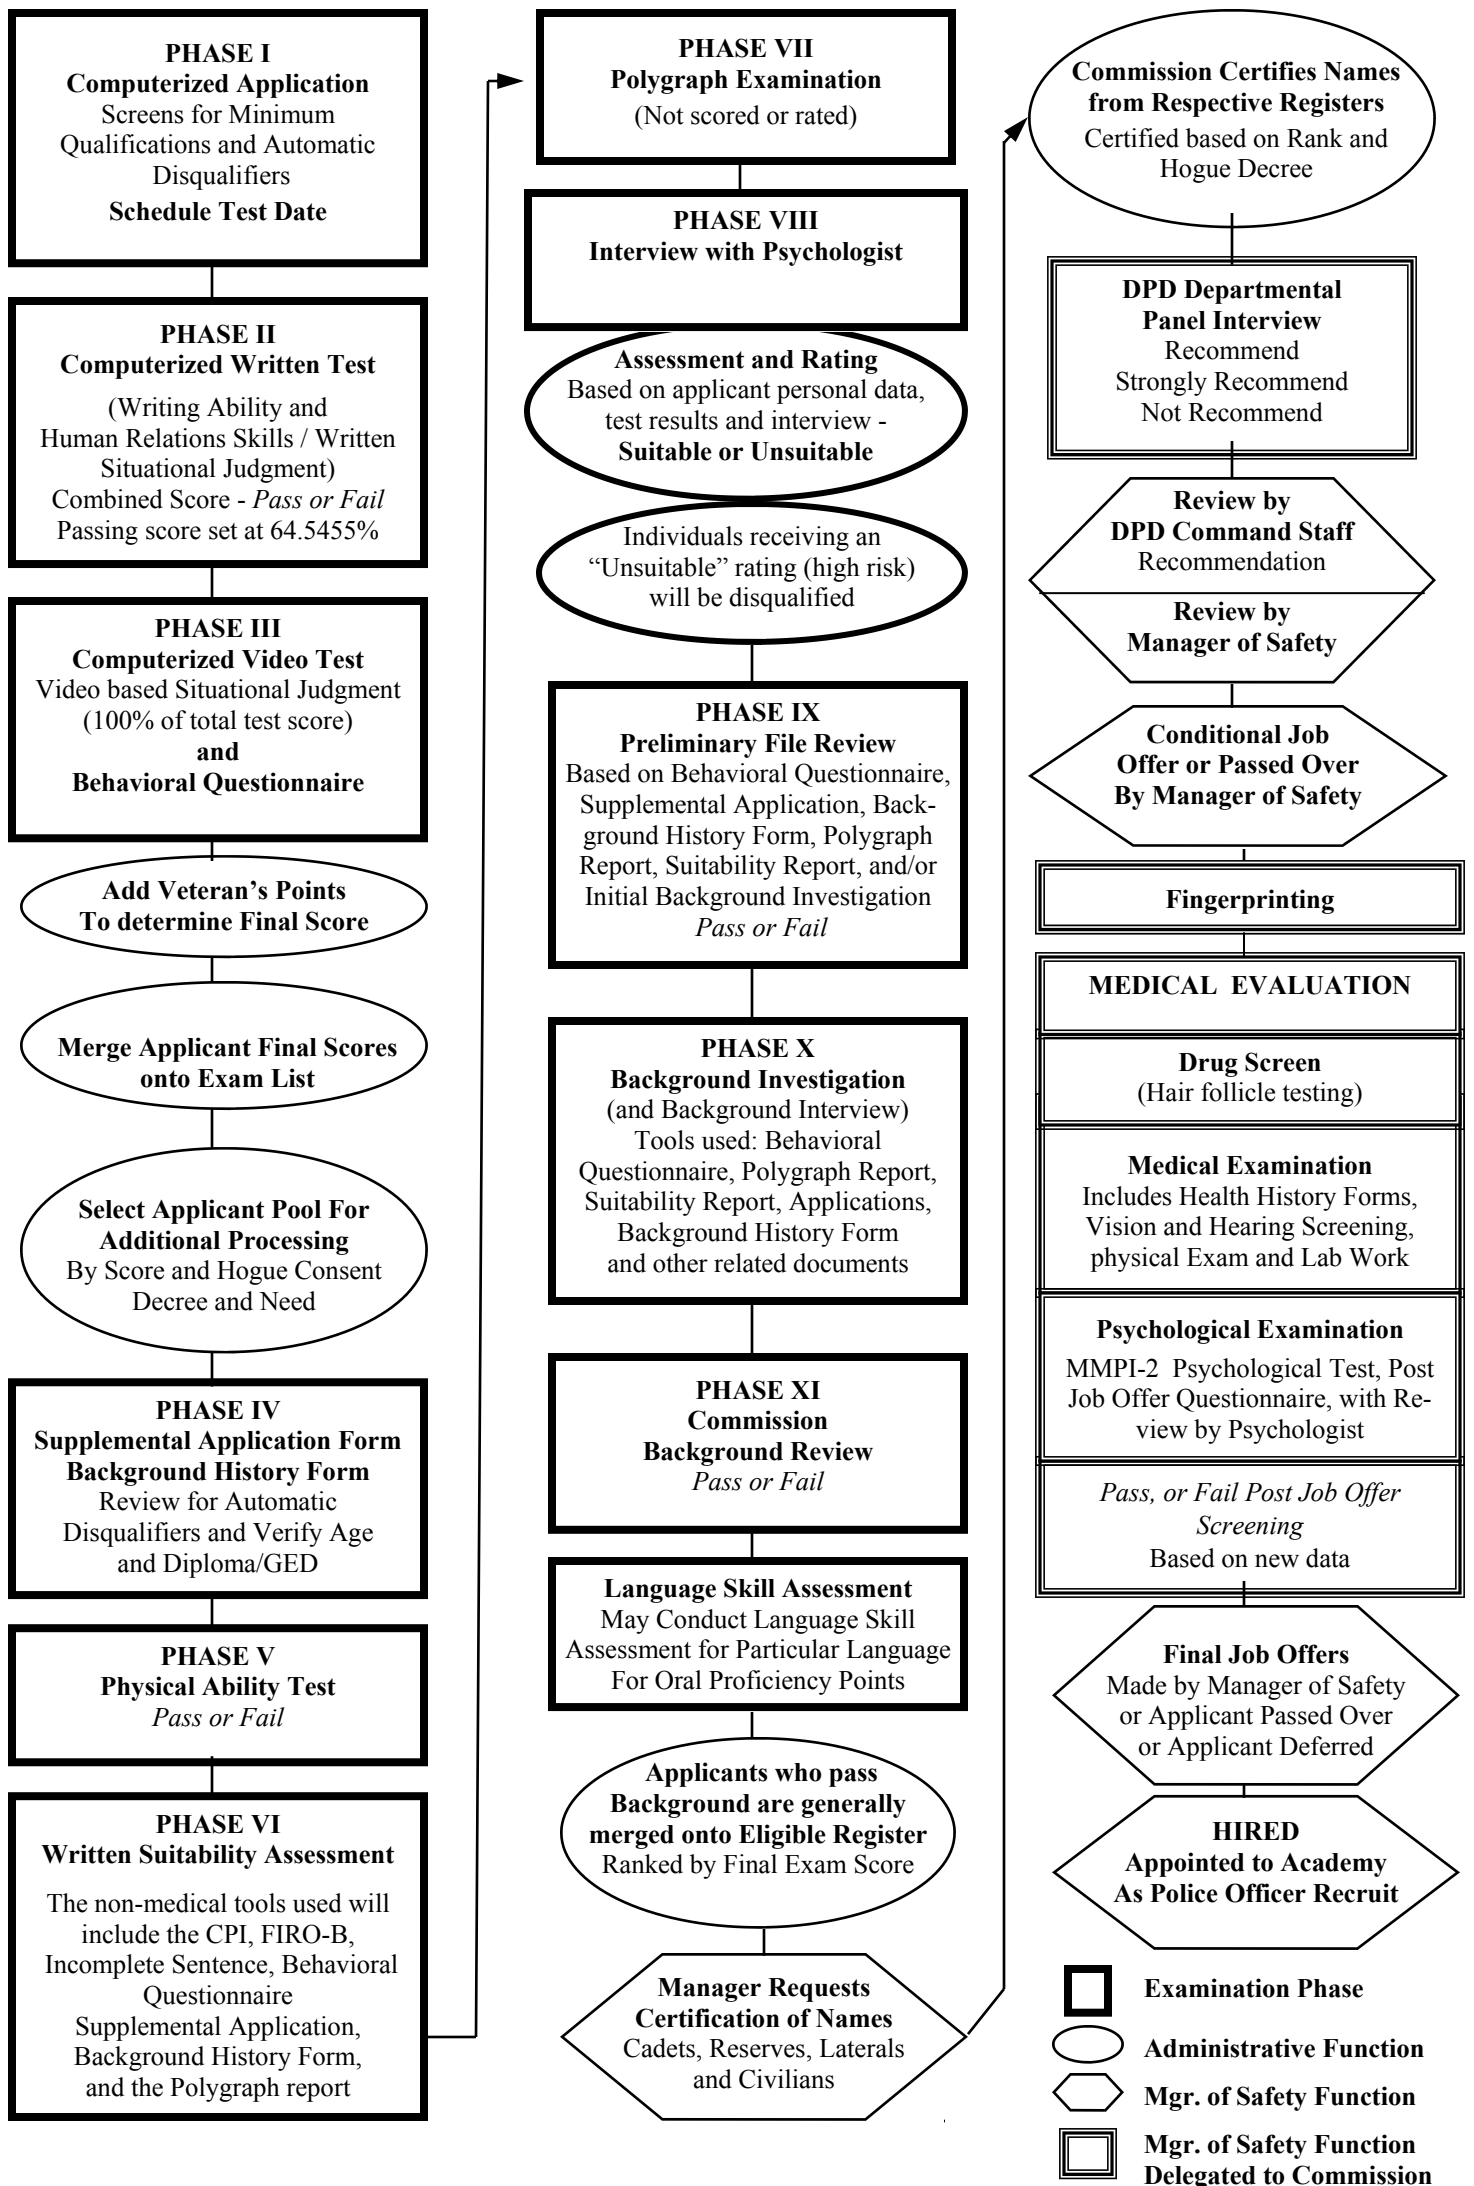 PHASE I
Computerized Application
Screens for Minimum
Qualifications and Automatic
Disqualifiers
Schedule Test Date
PHASE II
Computerized Written Test
(Writing Ability and
Human Relations Skills / Written
Situational Judgment)
Combined Score - Pass or Fail
Passing score set at 64.5455%
PHASE III
Computerized Video Test
Video based Situational Judgment
(100% of total test score)
and
Behavioral Questionnaire
Add Veteran's Points
To determine Final Score
Merge Applicant Final Scores
onto Exam List
Select Applicant Pool For
Additional Processing
By Score and Hogue Consent
Decree and Need
PHASE IV
Supplemental Application Form
Background History Form
Review for Automatic
Disqualifiers and Verify Age
and Diploma/GED
PHASE V
Physical Ability Test
Pass or Fail
PHASE VI
Written Suitability Assessment
The non-medical tools used will
include the CPI, FIRO-B,
Incomplete Sentence, Behavioral
Questionnaire
Supplemental Application,
Background History Form,
and the Polygraph report
PHASE VII
Polygraph Examination
(Not scored or rated)
PHASE VIII
Interview with Psychologist
Assessment and Rating
Based on applicant personal data,
test results and interview -
Suitable or Unsuitable
Individuals receiving an
“Unsuitable” rating (high risk)
will be disqualified
PHASE IX
Preliminary File Review
Based on Behavioral Questionnaire,
Supplemental Application, Back-
ground History Form, Polygraph
Report, Suitability Report, and/or
Initial Background Investigation
Pass or Fail
PHASE X
Background Investigation
(and Background Interview)
Tools used: Behavioral
Questionnaire, Polygraph Report,
Suitability Report, Applications,
Background History Form
and other related documents
PHASE XI
Commission
Background Review
Pass or Fail
Language Skill Assessment
May Conduct Language Skill
Assessment for Particular Language
For Oral Proficiency Points
Applicants who pass
Background are generally
merged onto Eligible Register
Ranked by Final Exam Score
Manager Requests
Certification of Names
Cadets, Reserves, Laterals
and Civilians
Commission Certifies Names
from Respective Registers
Certified based on Rank and
Hogue Decree
DPD Departmental
Panel Interview
Recommend
Strongly Recommend
Not Recommend
Review by
DPD Command Staff
Recommendation
Review by
Manager of Safety
Conditional Job
Offer or Passed Over
By Manager of Safety
Fingerprinting
MEDICAL EVALUATION
Drug Screen
(Hair follicle testing)
Medical Examination
Includes Health History Forms,
Vision and Hearing Screening,
physical Exam and Lab Work
Psychological Examination
MMPI-2 Psychological Test, Post
Job Offer Questionnaire, with Re-
view by Psychologist
Pass, or Fail Post Job Offer
Screening
Based on new data
Final Job Offers
Made by Manager of Safety
or Applicant Passed Over
or Applicant Deferred
HIRED
Appointed to Academy
As Police Officer Recruit
Examination Phase
Administrative Function
Mgr. of Safety Function
Mgr. of Safety Function
Delegated to Commission